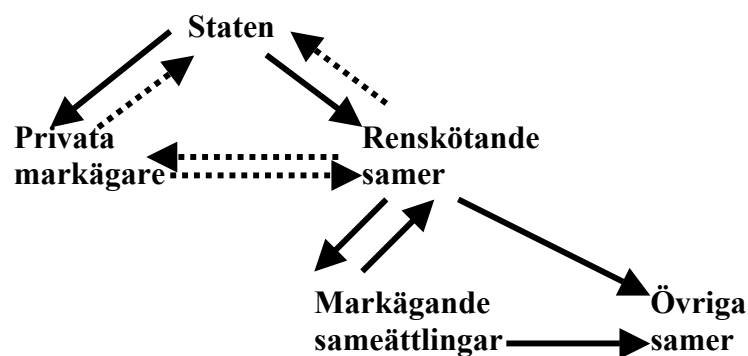 Staten
Privata
markägare
Renskötande
samer
Markägande
sameättlingar
Övriga
samer